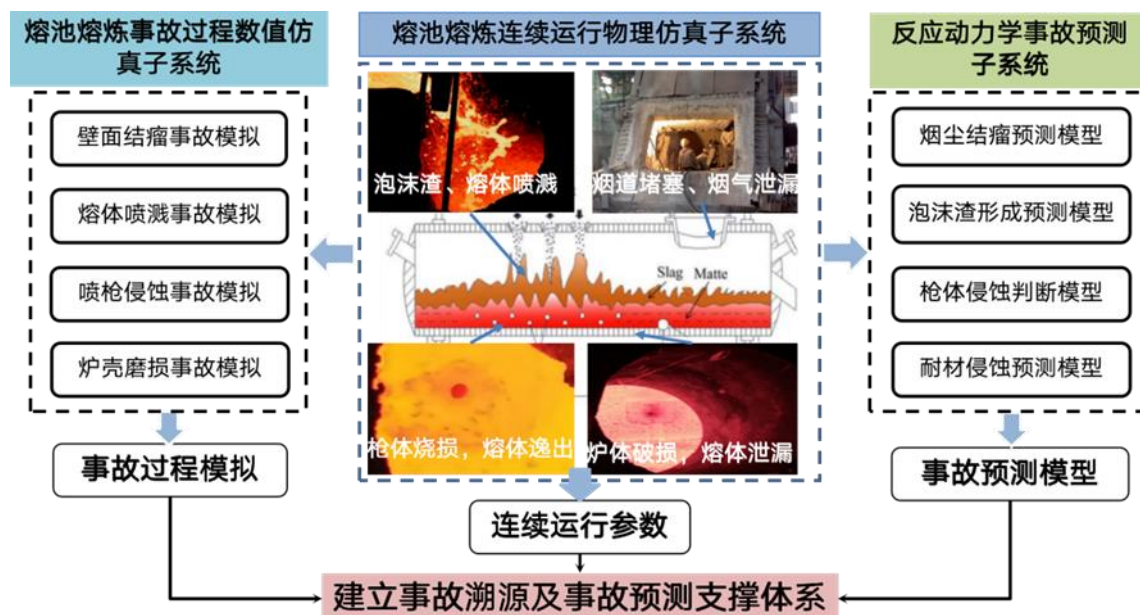 熔池熔炼事故过程数值仿
真子系统
壁面结瘤事故模拟
熔体喷溅事故模拟
喷枪侵蚀事故模拟
炉壳磨损事故模拟
事故过程模拟
熔池熔炼连续运行物理仿真子系统
泡沫渣、熔体喷溅
烟道堵塞、烟气泄漏
Slag
Matte
枪体烧损，熔体逸出
炉体破损，熔体泄漏
连续运行参数
反应动力学事故预测
子系统
烟尘结瘤预测模型
泡沫渣形成预测模型
枪体侵蚀判断模型
耐材侵蚀预测模型
事故预测模型
建立事故溯源及事故预测支撑体系